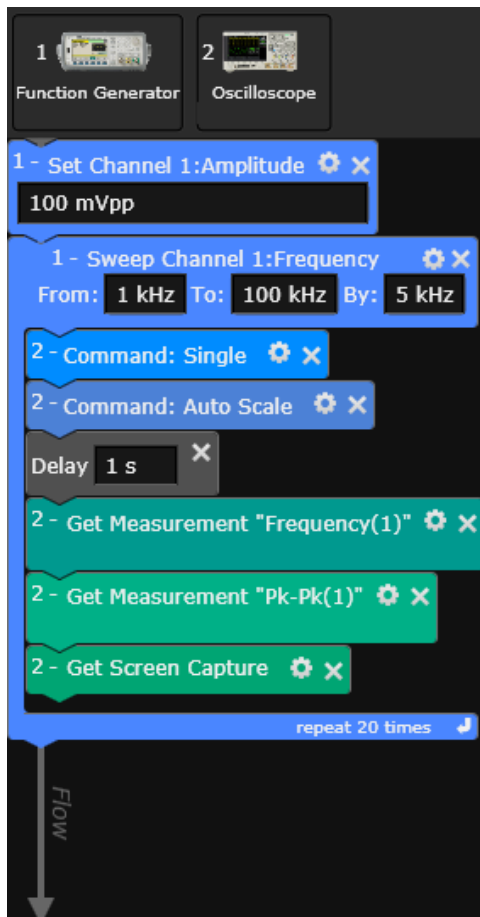 1 2
Function Generator Oscilloscope
1 - Set Channel 1:Amplitude
100 mVpp
1 - Sweep Channel 1:Frequency
From: 1 kHz To: 100 kHz By: 5 kHz
2 - Command: Single
2 - Command: Auto Scale
Delay 1 s
2 - Get Measurement "Frequency(1)"
2 - Get Measurement "Pk-Pk(1)"
2 - Get Screen Capture
repeat 20 times
Flow